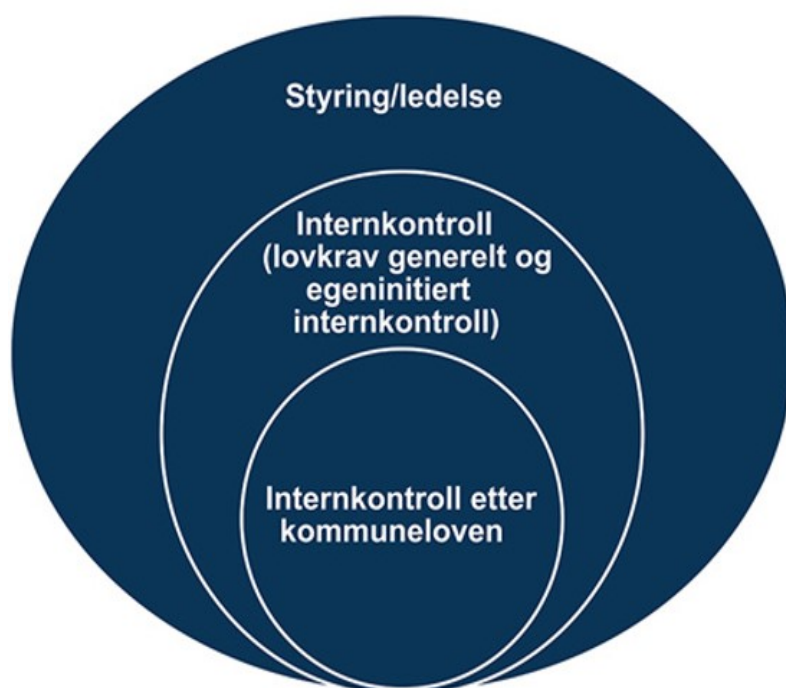 Styring/ledelse
Internkontroll
(lovkrav generelt og
egeninitiert
internkontroll)
Internkontroll etter
kommuneloven